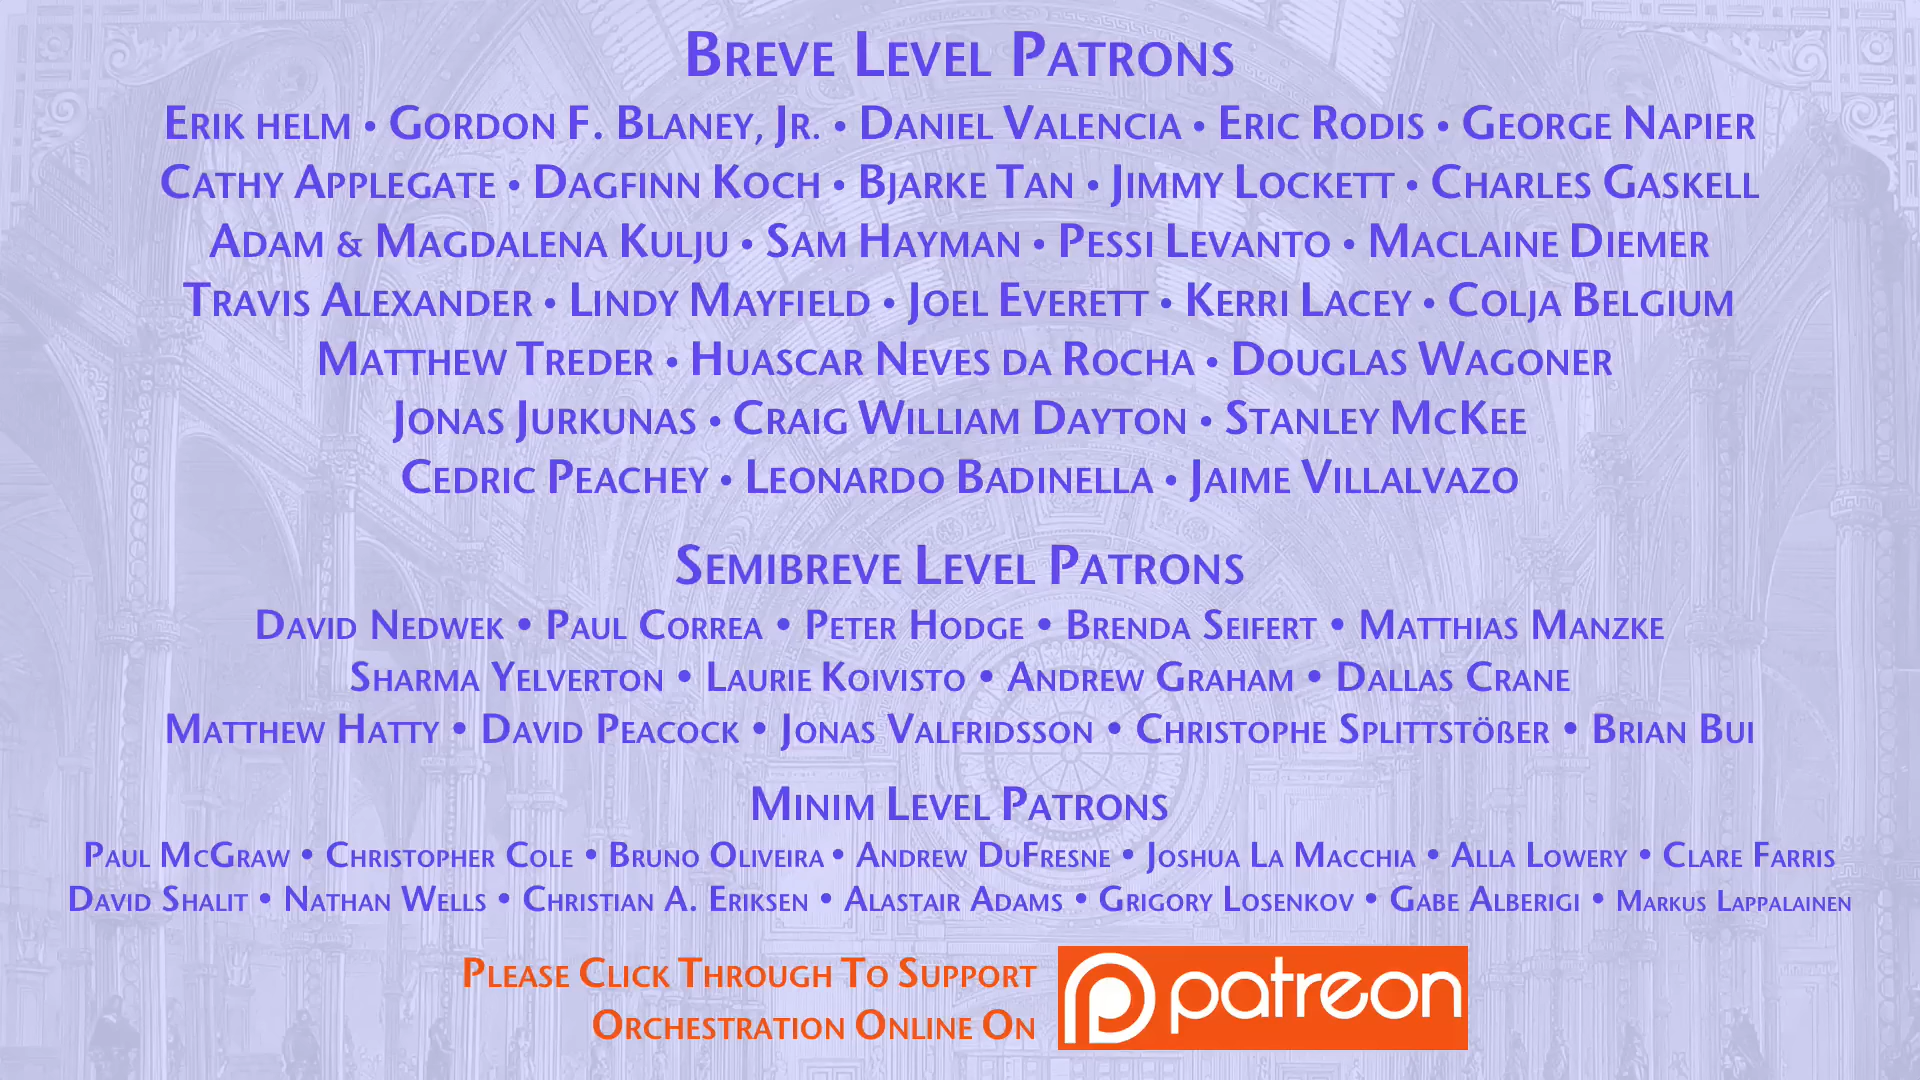 Breve Level Patrons
Erik helm • Gordon F. Blaney, Jr. • Daniel Valencia • Eric Rodis • George Napier
Cathy Applegate • Dagfinn Koch • Bjarke Tan • Jimmy Lockett • Charles Gaskell
Adam & Magdalena Kulju • Sam Hayman • Pessi Levanto • Maclaine Diemer
Travis Alexander • Lindy Mayfield • Joel Everett • Kerri Lacey • Colja Belgium
Matthew Treder • Huascar Neves da Rocha • Douglas Wagoner
Jonas Jurkunas • Craig William Dayton • Stanley McKee
Cedric Peachey • Leonardo Badinella • Jaime Villalvazo
Semibreve Level Patrons
David Nedwek • Paul Correa • Peter Hodge • Brenda Seifert • Matthias Manzke
Sharma Yelverton • Laurie Koivisto • Andrew Graham • Dallas Crane
Matthew Hatty • David Peacock • Jonas Valfridsson • Christophe Splittstößer • Brian Bui
Minim Level Patrons
Paul McGraw • Christopher Cole • Bruno Oliveira • Andrew DuFresne • Joshua La Macchia • Alla Lowery • Clare Farris
David Shalit • Nathan Wells • Christian A. Eriksen • Alastair Adams • Grigory Losenkov • Gabe Alberigi • Markus Lappalainen
Please Click Through To Support
Orchestration Online On
patreon